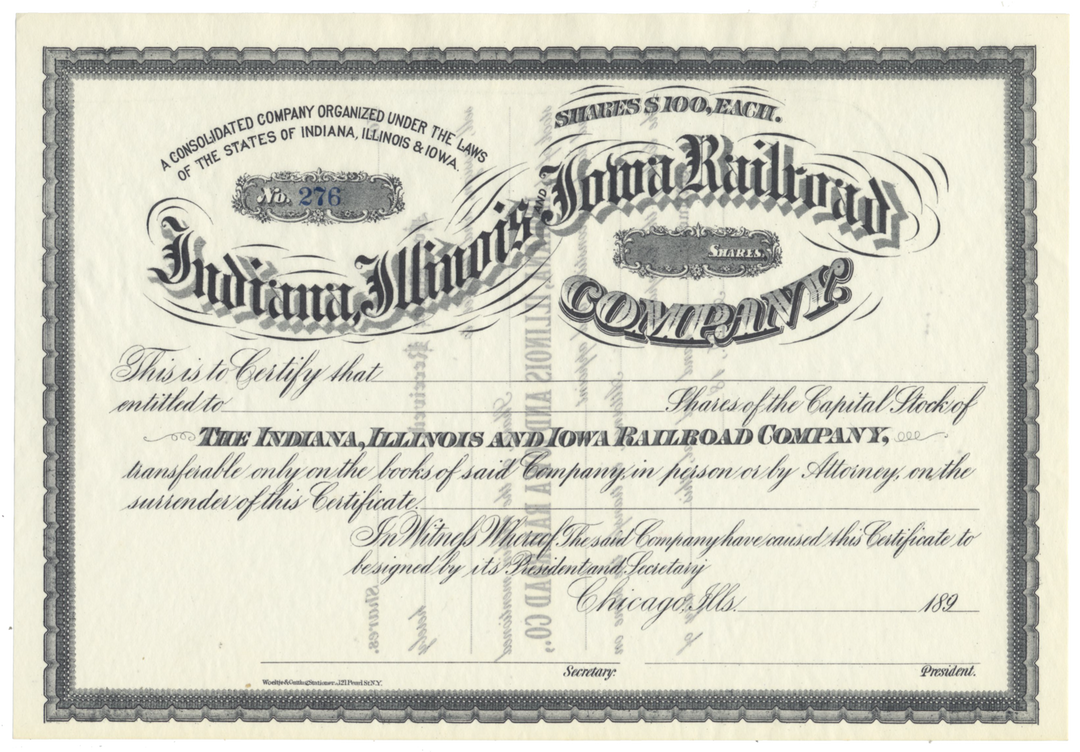 A CONSOLIDATED COMPANY ORGANIZED UNDER THE LAWS
OF THE STATES OF INDIANA, ILLINOIS & IOWA.
SHARES $100, EACH.
No. 276
Indiana, Illinois AND Iowa Railroad
SHARES.
COMPANY.
This is to Certify that
entitled to Shares of the Capital Stock of
THE INDIANA, ILLINOIS AND IOWA RAILROAD COMPANY,
transferable only on the books of said Company, in person or by Attorney, on the
surrender of this Certificate.
In Witness Whereof, The said Company have caused this Certificate to
be signed by its President and Secretary
Chicago, Ills. 189
Secretary. President.
Stationer, 121 Pearl St. N.Y.